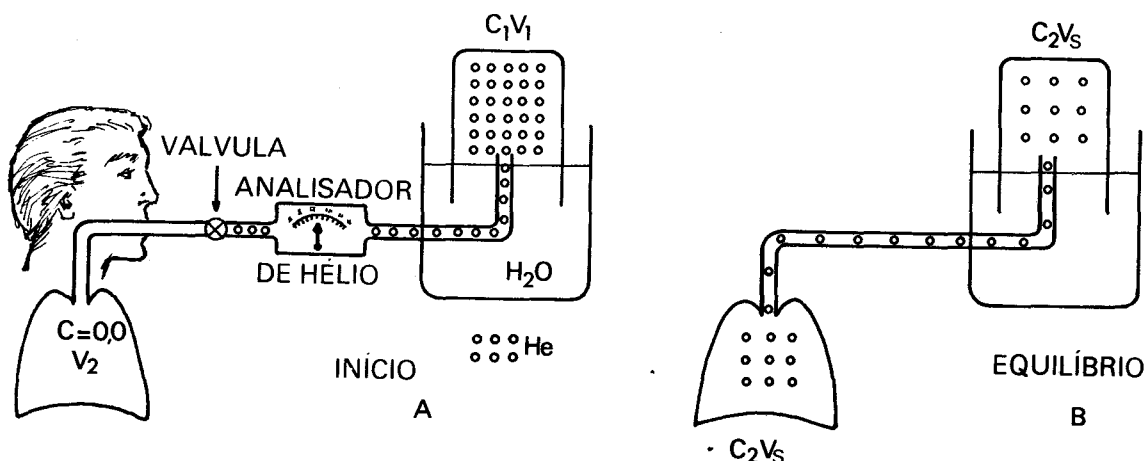 C₁V₁
VALVULA
ANALISADOR
DE HÉLIO
H₂O
C=0,0
V₂
He
INÍCIO
A
C₂Vₛ
EQUILÍBRIO
B
C₂Vₛ